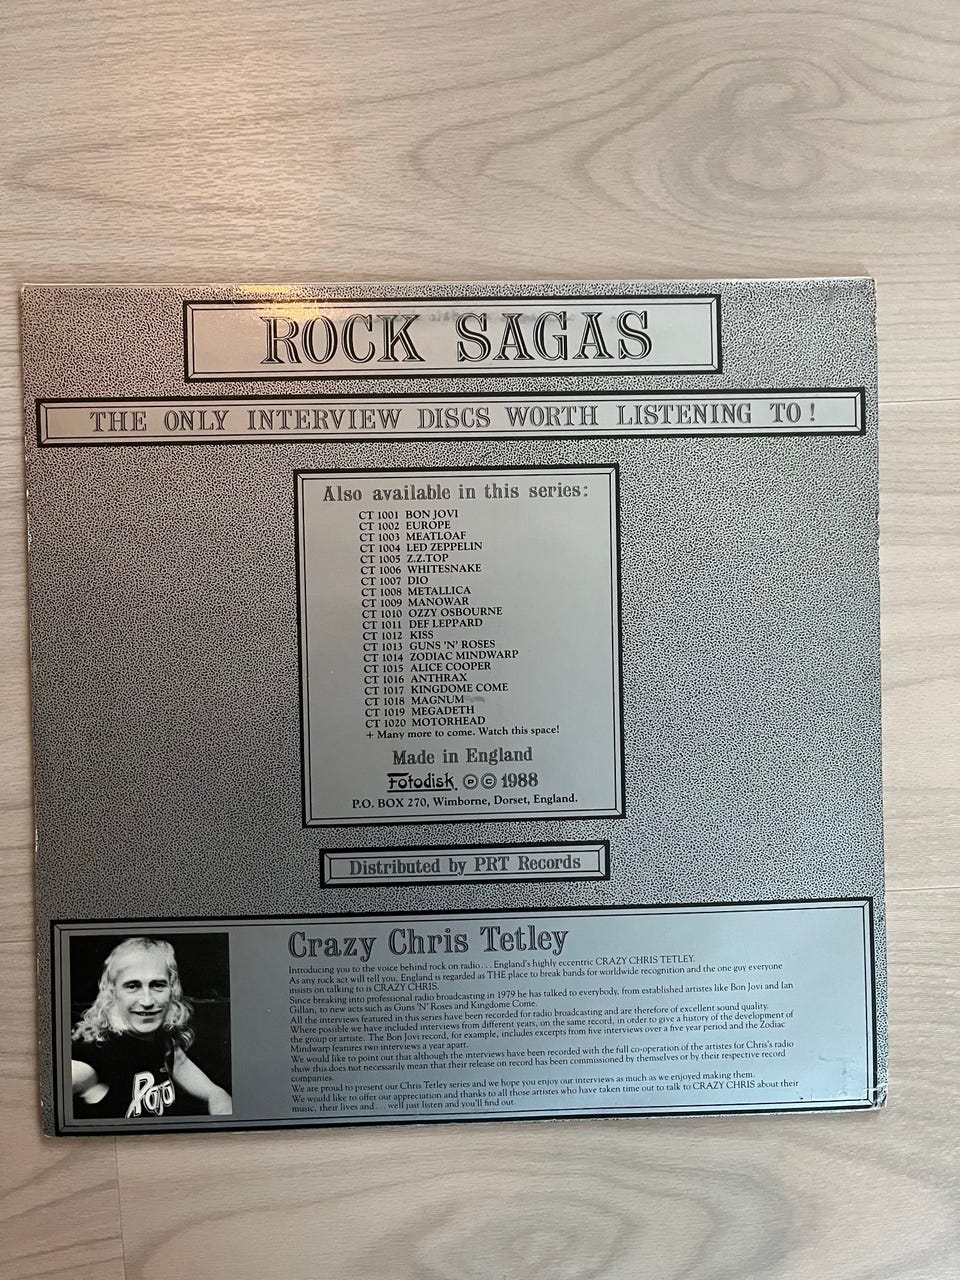 ROCK SAGAS
THE ONLY INTERVIEW DISCS WORTH LISTENING TO!
Also available in this series:
CT 1001 BON JOVI
CT 1002 EUROPE
CT 1003 MEATLOAF
CT 1004 LED ZEPPELIN
CT 1005 Z.Z.TOP
CT 1006 WHITESNAKE
CT 1007 DIO
CT 1008 METALLICA
CT 1009 MANOWAR
CT 1010 OZZY OSBOURNE
CT 1011 DEF LEPPARD
CT 1012 KISS
CT 1013 GUNS 'N' ROSES
CT 1014 ZODIAC MINDWARP
CT 1015 ALICE COOPER
CT 1016 ANTHRAX
CT 1017 KINGDOME COME
CT 1018 MAGNUM
CT 1019 MEGADETH
CT 1020 MOTORHEAD
+ Many more to come. Watch this space!
Made in England
Fotodisk ℗ © 1988
P.O. BOX 270, Wimborne, Dorset, England.
Distributed by PRT Records
Crazy Chris Tetley
Introducing you to the voice behind rock on radio... England's highly eccentric CRAZY CHRIS TETLEY.
As any rock act will tell you, England is regarded as THE place to break bands for worldwide recognition and the one guy everyone
insists on talking to is CRAZY CHRIS.
Since breaking into professional radio broadcasting in 1979 he has talked to everybody, from established artistes like Bon Jovi and Ian
Gillan, to new acts such as Guns 'N' Roses and Kingdome Come.
All the interviews featured in this series have been recorded for radio broadcasting and are therefore of excellent sound quality.
Where possible we have included interviews from different years, on the same record, in order to give a history of the development of
the group or artiste. The Bon Jovi record, for example, includes excerpts from five interviews over a five year period and the Zodiac
Mindwarp features two interviews a year apart.
We would like to point out that although the interviews have been recorded with the full co-operation of the artistes for Chris's radio
show this does not necessarily mean that their release on record has been commissioned by themselves or by their respective record
companies.
We are proud to present our Chris Tetley series and we hope you enjoy our interviews as much as we enjoyed making them.
We would like to offer our appreciation and thanks to all those artistes who have taken time out to talk to CRAZY CHRIS about their
music, their lives and... well just listen and you'll find out.